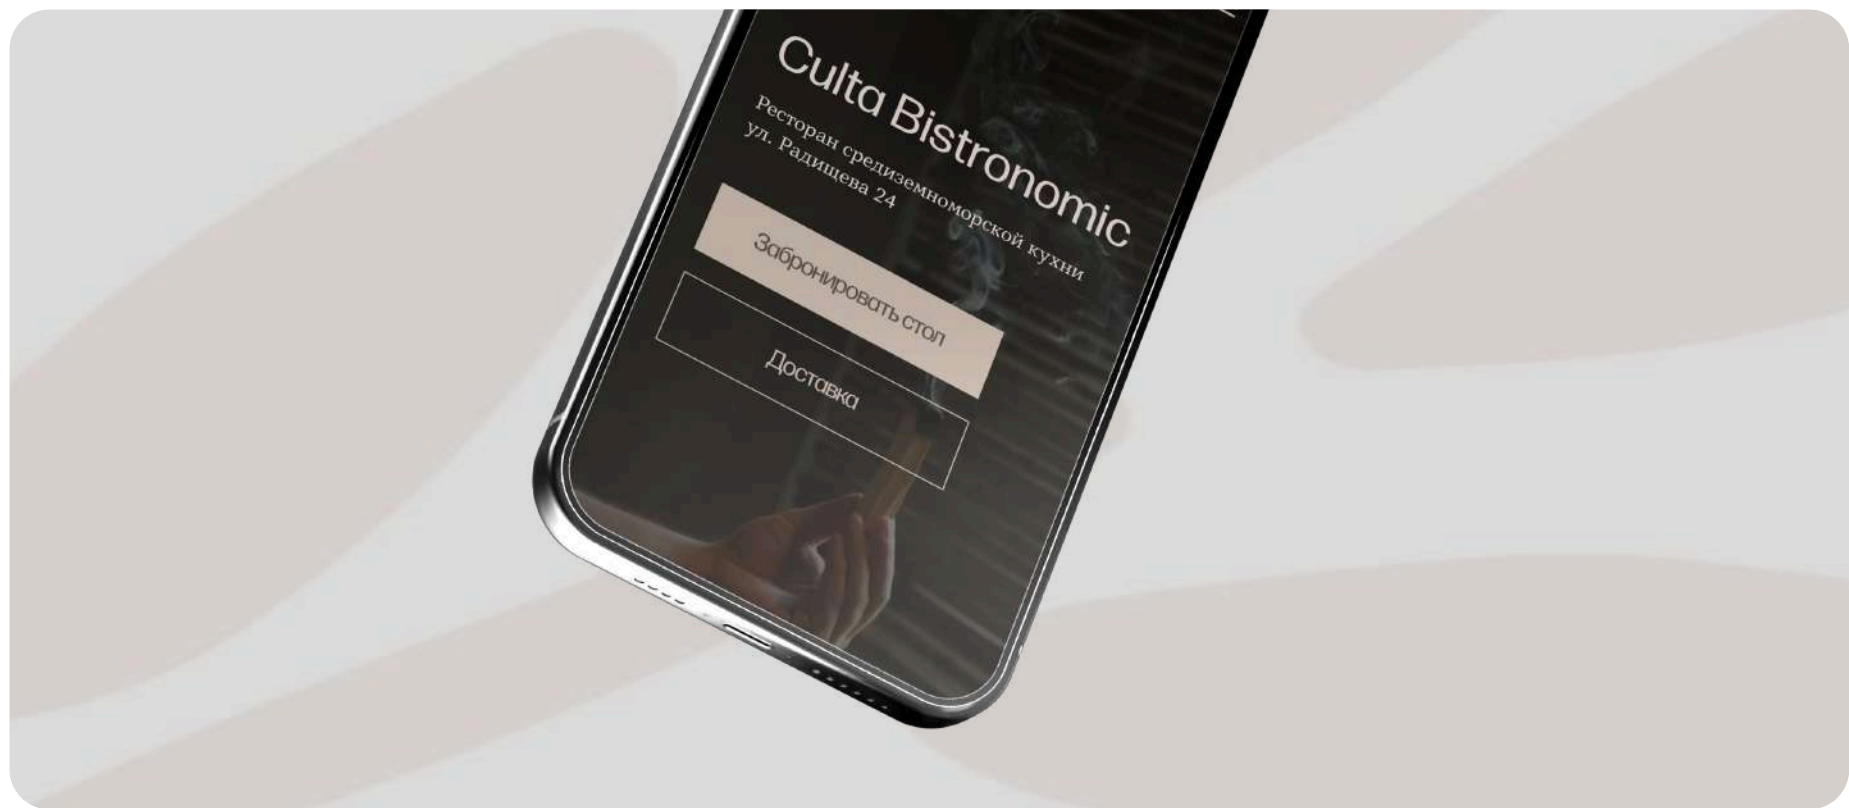 Culta Bistronomic
Ресторан средиземноморской кухни
ул. Радищева 24
Забронировать стол
Доставка